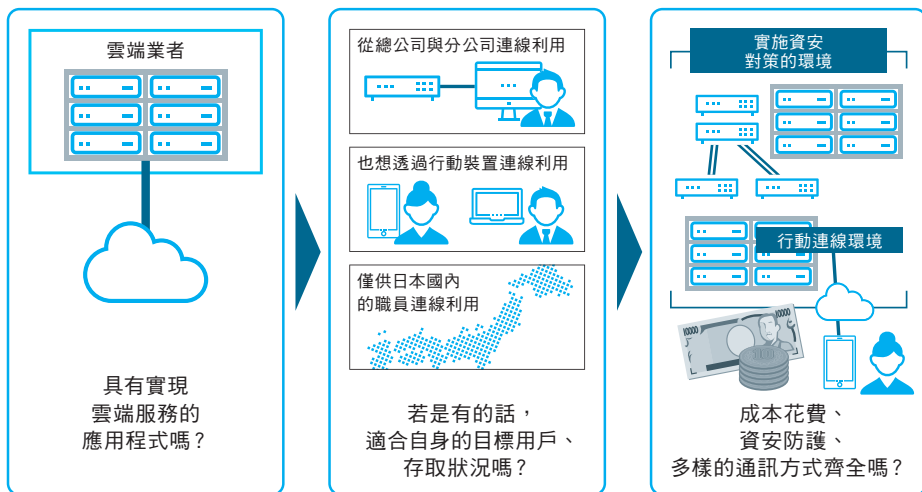 雲端業者
具有實現
雲端服務的
應用程式嗎？
從總公司與分公司連線利用
也想透過行動裝置連線利用
僅供日本國內
的職員連線利用
若是有的話，
適合自身的目標用戶、
存取狀況嗎？
實施資安
對策的環境
行動連線環境
10000
10000
成本花費、
資安防護、
多樣的通訊方式齊全嗎？